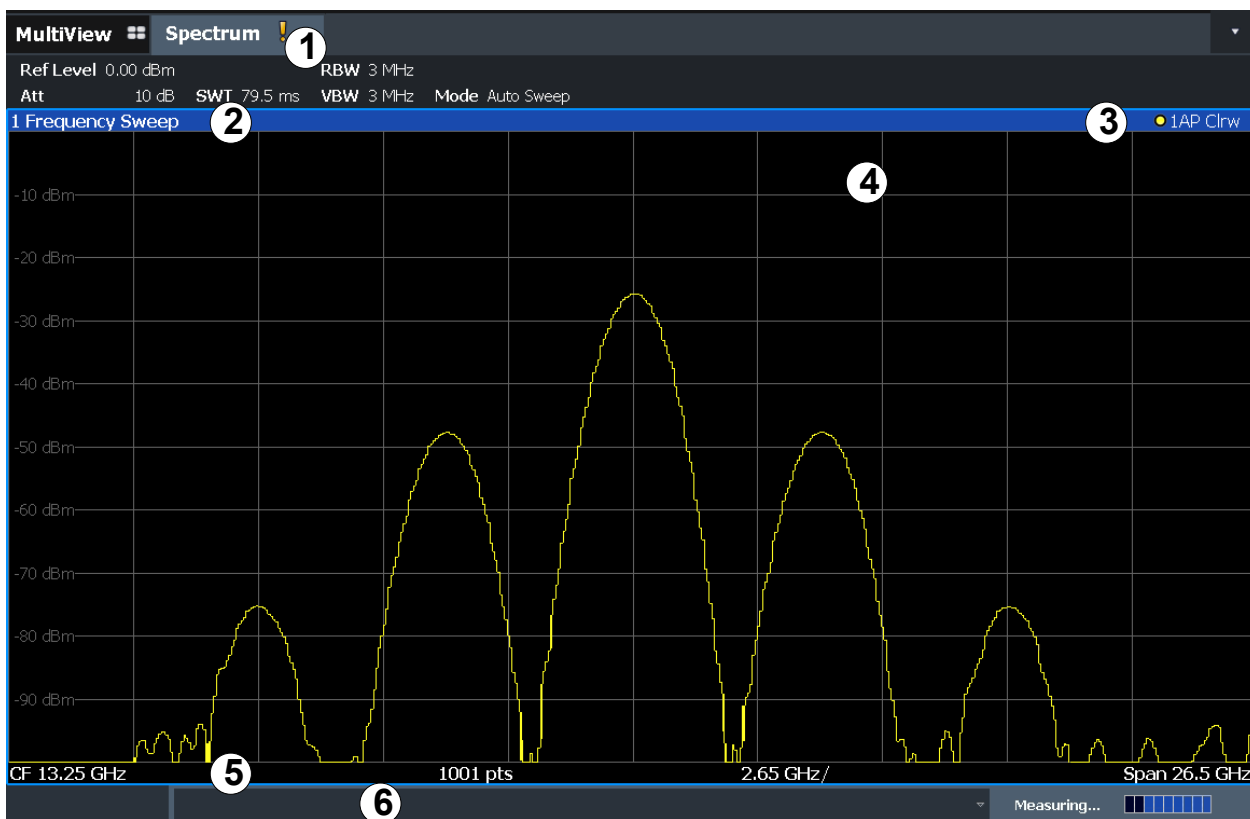 MultiView Spectrum !
1
Ref Level 0.00 dBm RBW 3 MHz
Att 10 dB SWT 79.5 ms VBW 3 MHz Mode Auto Sweep
1 Frequency Sweep 2 3 1AP Clrw
4
-10 dBm
-20 dBm
-30 dBm
-40 dBm
-50 dBm
-60 dBm
-70 dBm
-80 dBm
-90 dBm
CF 13.25 GHz 5 1001 pts 2.65 GHz/ Span 26.5 GHz
6 Measuring...